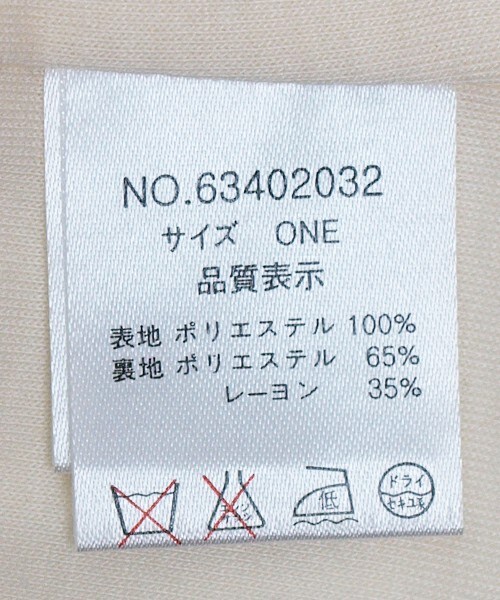 NO.63402032
サイズ ONE
品質表示
表地 ポリエステル 100%
裏地 ポリエステル 65%
レーヨン 35%
低
ドライ
セキユ系